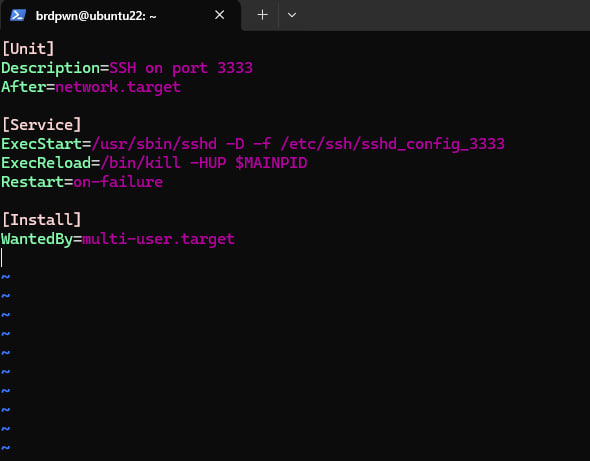 brdpwn@ubuntu22: ~
[Unit]
Description=SSH on port 3333
After=network.target
[Service]
ExecStart=/usr/sbin/sshd -D -f /etc/ssh/sshd_config_3333
ExecReload=/bin/kill -HUP $MAINPID
Restart=on-failure
[Install]
WantedBy=multi-user.target
~
~
~
~
~
~
~
~
~
~